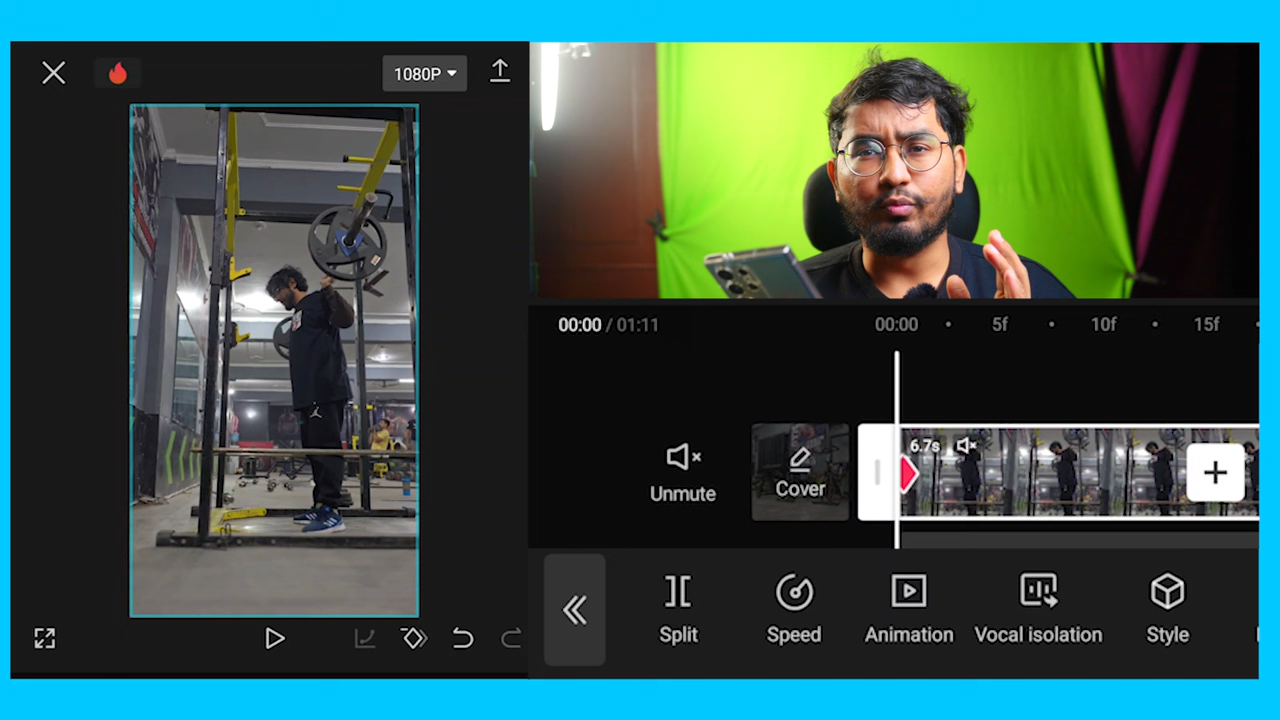 1080P
00:00 / 01:11
00:00
5f
10f
15f
6.7s
Unmute
Cover
Split
Speed
Animation
Vocal isolation
Style